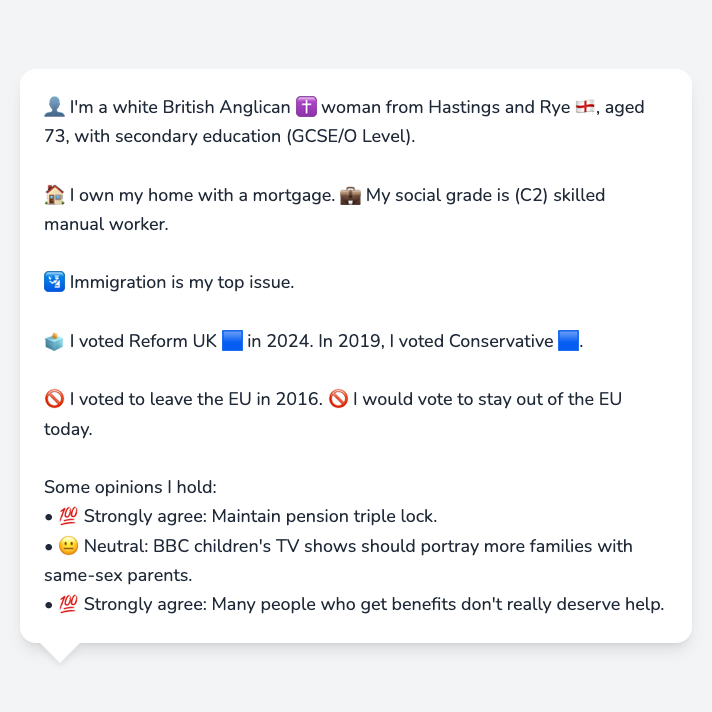 👤 I'm a white British Anglican ✝️ woman from Hastings and Rye 🏴󠁧󠁢󠁥󠁮󠁧󠁿, aged
73, with secondary education (GCSE/O Level).
🏠 I own my home with a mortgage. 💼 My social grade is (C2) skilled
manual worker.
🛂 Immigration is my top issue.
🗳️ I voted Reform UK 🟦 in 2024. In 2019, I voted Conservative 🟦.
🚫 I voted to leave the EU in 2016. 🚫 I would vote to stay out of the EU
today.
Some opinions I hold:
• 💯 Strongly agree: Maintain pension triple lock.
• 😐 Neutral: BBC children's TV shows should portray more families with
same-sex parents.
• 💯 Strongly agree: Many people who get benefits don't really deserve help.